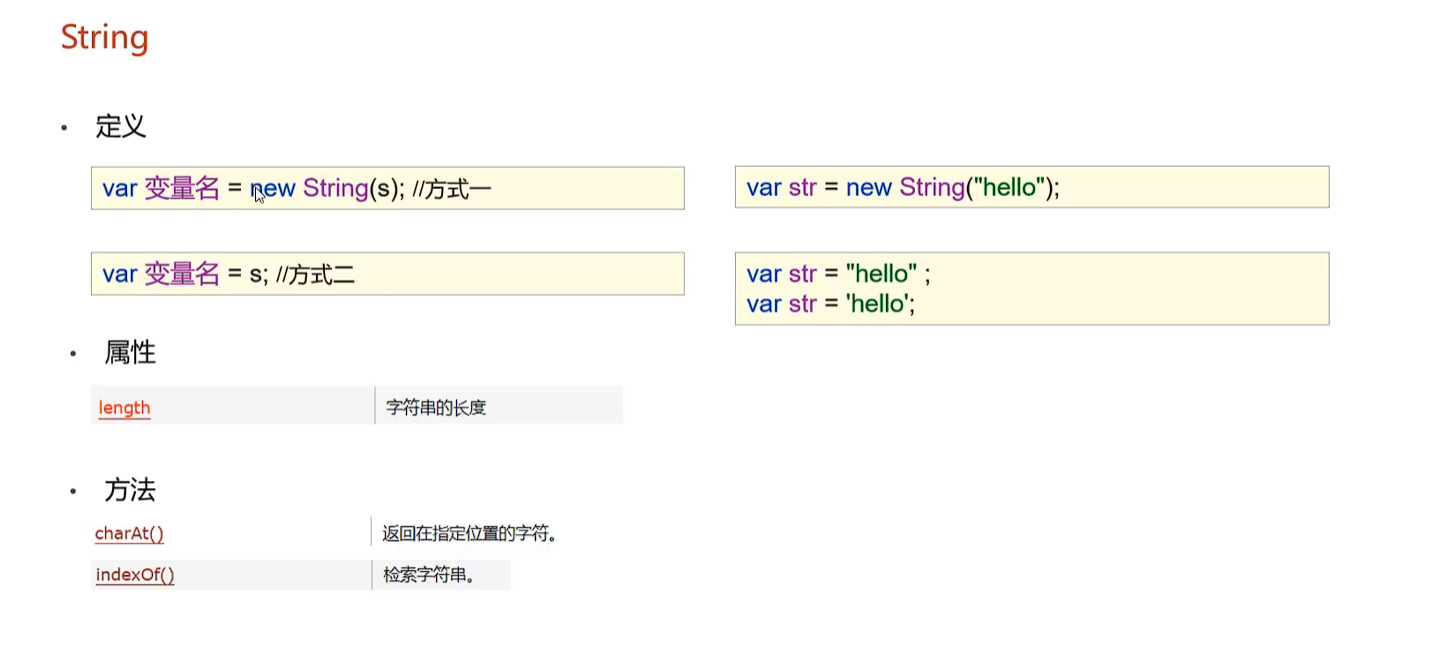 String
• 定义
var 变量名 = new String(s); //方式一
var str = new String("hello");
var 变量名 = s; //方式二
var str = "hello" ;
var str = 'hello';
• 属性
length 字符串的长度
• 方法
charAt() 返回在指定位置的字符。
indexOf() 检索字符串。